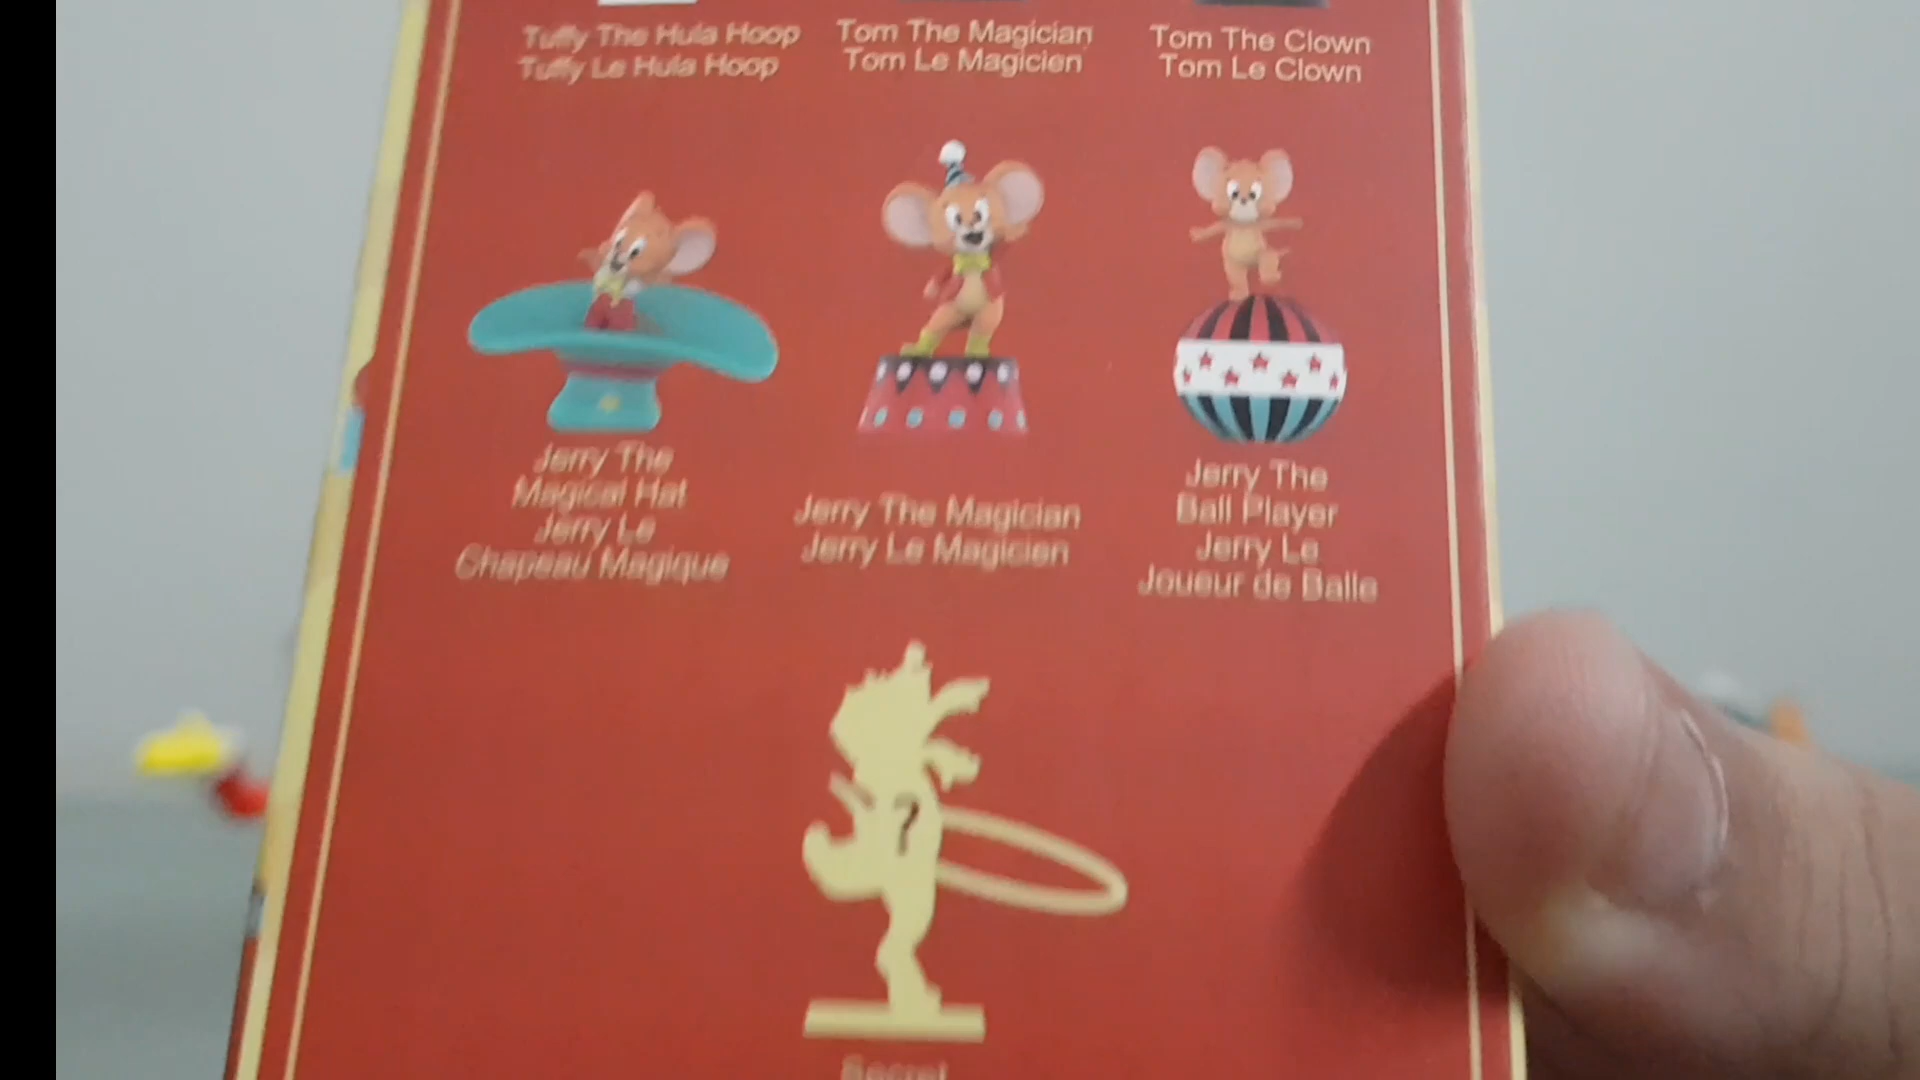 Tuffy The Hula Hoop
Tuffy Le Hula Hoop
Tom The Magician
Tom Le Magicien
Tom The Clown
Tom Le Clown
Jerry The
Magical Hat
Jerry Le
Chapeau Magique
Jerry The Magician
Jerry Le Magicien
Jerry The
Ball Player
Jerry Le
Joueur de Balle
?
Secret